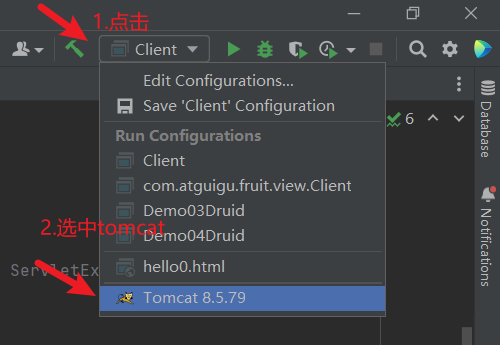 1.点击
Client
Edit Configurations...
Save 'Client' Configuration
6
Run Configurations
Database
Client
com.atguigu.fruit.view.Client
Demo03Druid
2.选中tomcat
Demo04Druid
Notifications
ServletEx
hello0.html
Tomcat 8.5.79